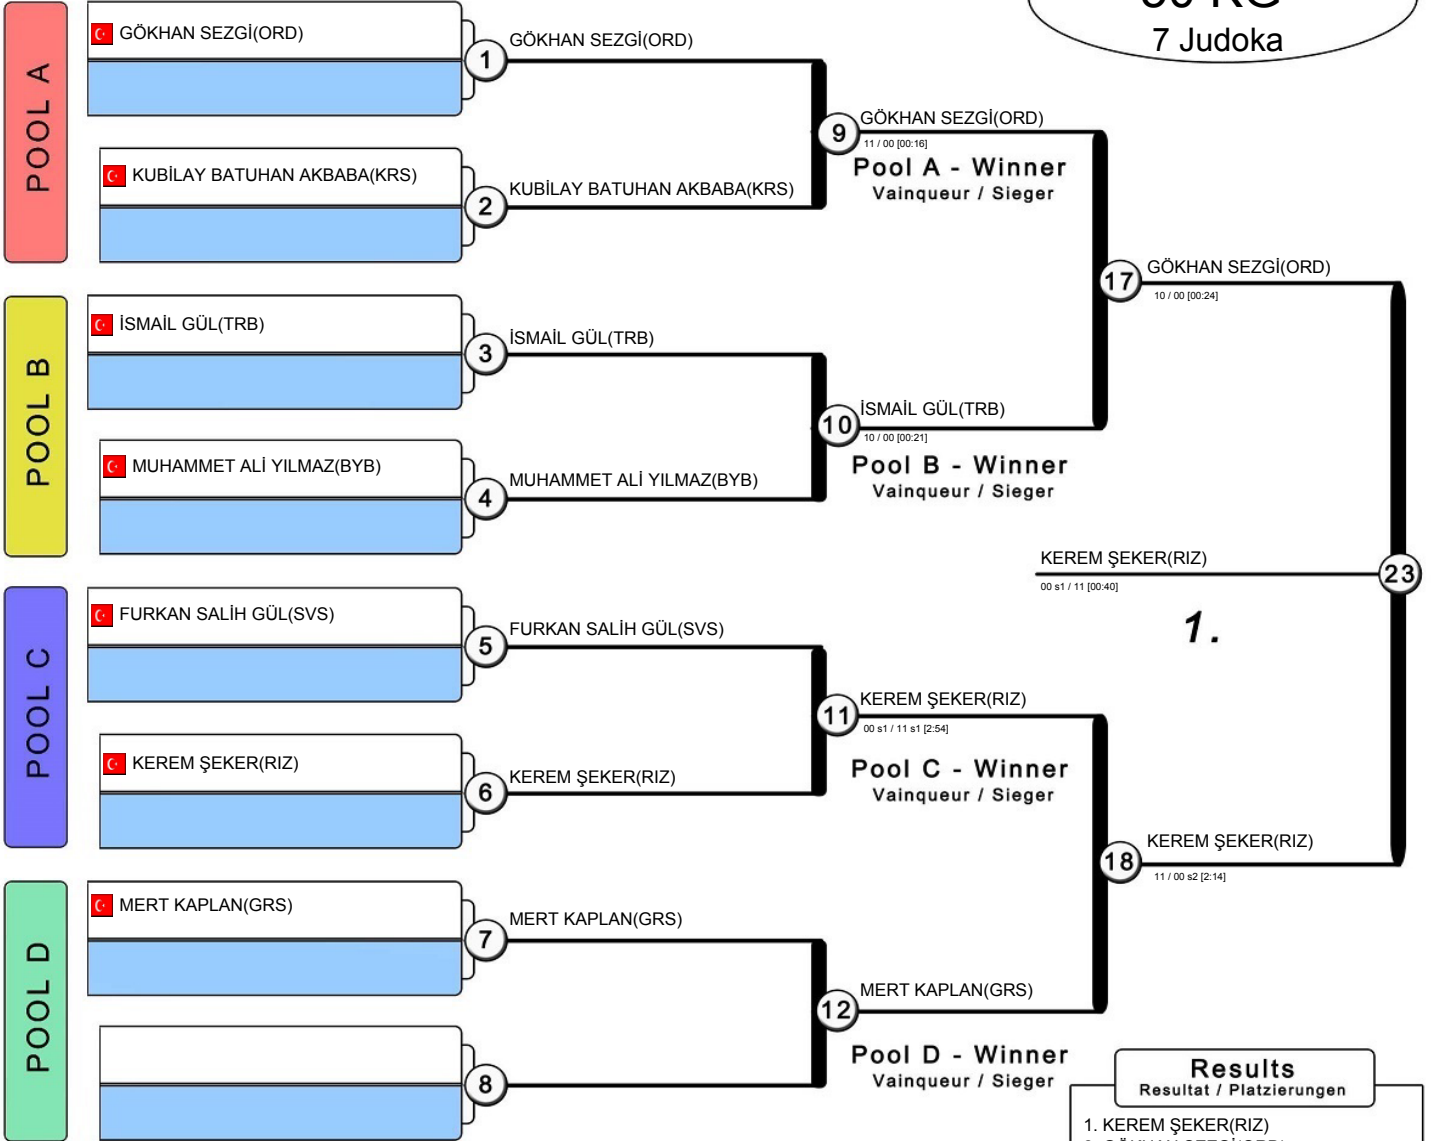 7 Judoka
POOL A
GÖKHAN SEZGİ(ORD)
1
GÖKHAN SEZGİ(ORD)
KUBİLAY BATUHAN AKBABA(KRS)
2
KUBİLAY BATUHAN AKBABA(KRS)
9
GÖKHAN SEZGİ(ORD)
11 / 00 [00:16]
Pool A - Winner
Vainqueur / Sieger
POOL B
İSMAİL GÜL(TRB)
3
İSMAİL GÜL(TRB)
MUHAMMET ALİ YILMAZ(BYB)
4
MUHAMMET ALİ YILMAZ(BYB)
10
İSMAİL GÜL(TRB)
10 / 00 [00:21]
Pool B - Winner
Vainqueur / Sieger
17
GÖKHAN SEZGİ(ORD)
10 / 00 [00:24]
POOL C
FURKAN SALİH GÜL(SVS)
5
FURKAN SALİH GÜL(SVS)
KEREM ŞEKER(RIZ)
6
KEREM ŞEKER(RIZ)
11
KEREM ŞEKER(RIZ)
00 s1 / 11 s1 [2:54]
Pool C - Winner
Vainqueur / Sieger
POOL D
MERT KAPLAN(GRS)
7
MERT KAPLAN(GRS)
8
12
MERT KAPLAN(GRS)
Pool D - Winner
Vainqueur / Sieger
18
KEREM ŞEKER(RIZ)
11 / 00 s2 [2:14]
KEREM ŞEKER(RIZ)
23
00 s1 / 11 [00:40]
1.
Results
Resultat / Platzierungen
1. KEREM ŞEKER(RIZ)